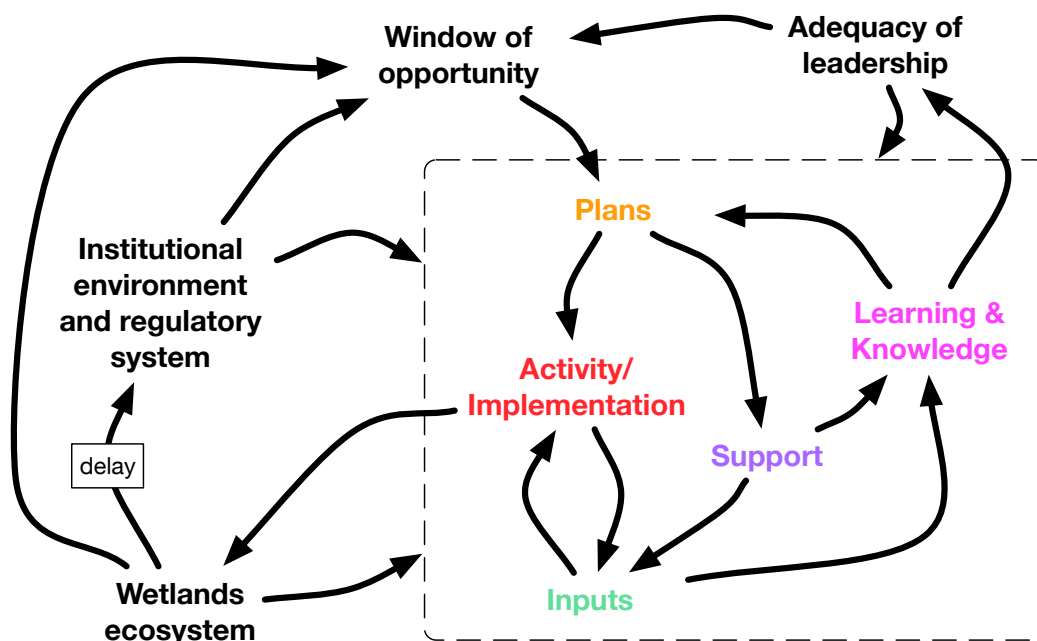 Window of
opportunity
Adequacy of
leadership
Plans
Institutional
environment
and regulatory
system
Learning &
Knowledge
Activity/
Implementation
Support
delay
Wetlands
ecosystem
Inputs